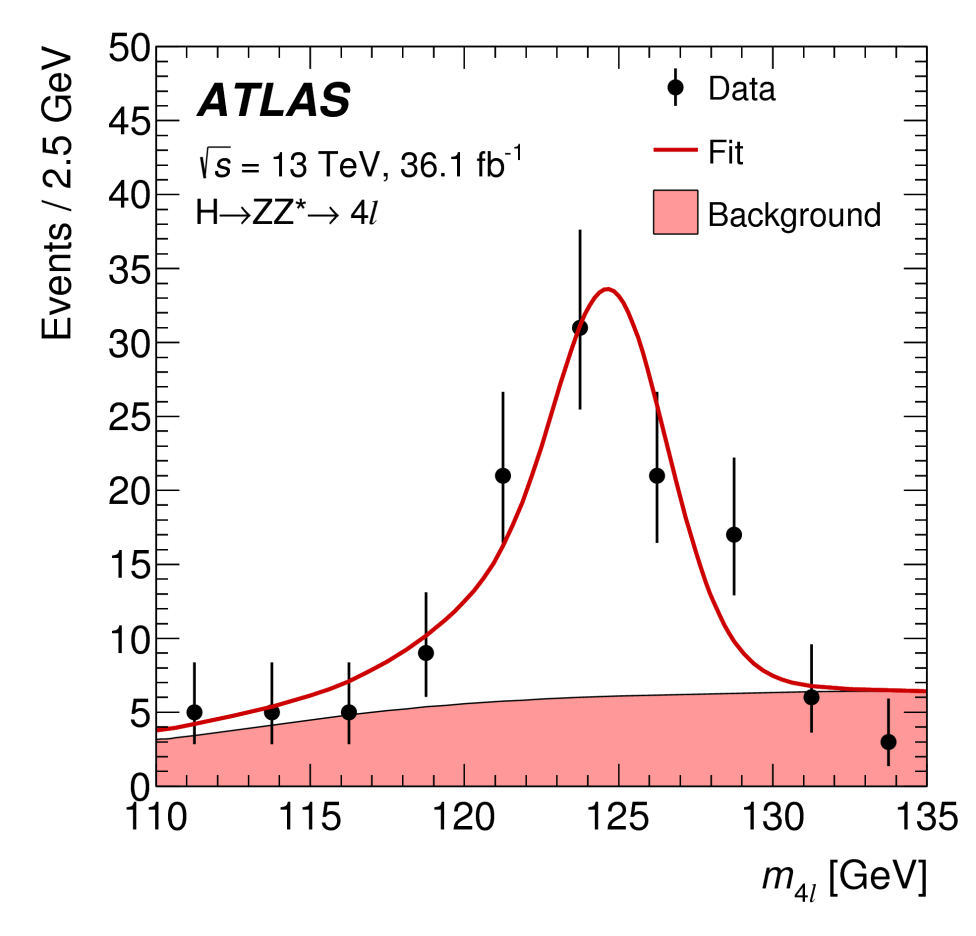 Events / 2.5 GeV
50
45
40
35
30
25
20
15
10
5
0
ATLAS
√s = 13 TeV, 36.1 fb⁻¹
H→ZZ*→ 4l
Data
Fit
Background
110 115 120 125 130 135
m₄l [GeV]